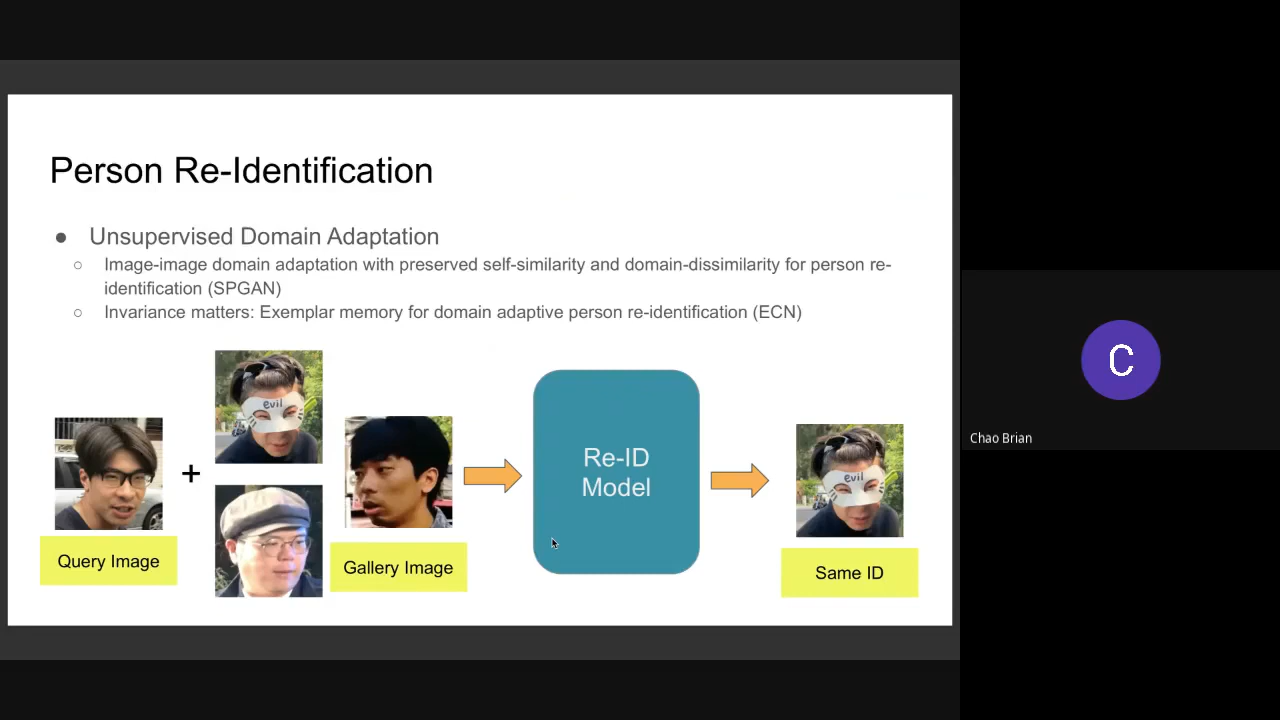 Person Re-Identification
● Unsupervised Domain Adaptation
○ Image-image domain adaptation with preserved self-similarity and domain-dissimilarity for person re-
identification (SPGAN)
○ Invariance matters: Exemplar memory for domain adaptive person re-identification (ECN)
evil
+
Query Image
Gallery Image
Re-ID
Model
evil
Same ID
C
Chao Brian